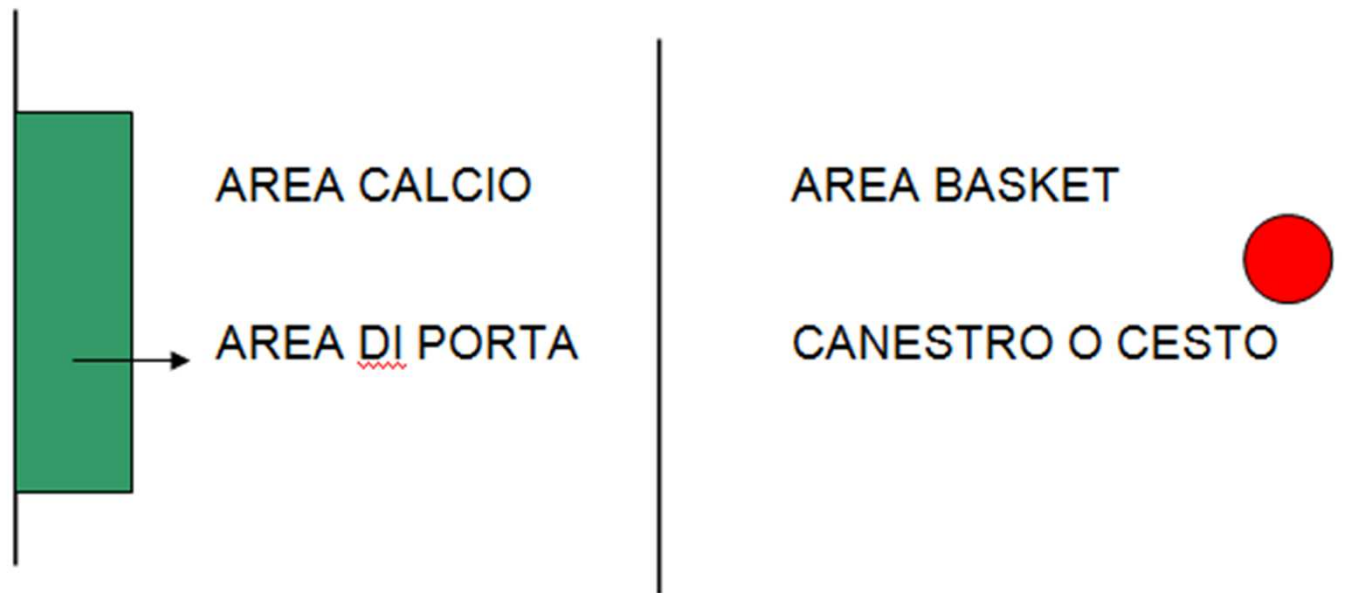 AREA CALCIO
AREA DI PORTA
AREA BASKET
CANESTRO O CESTO